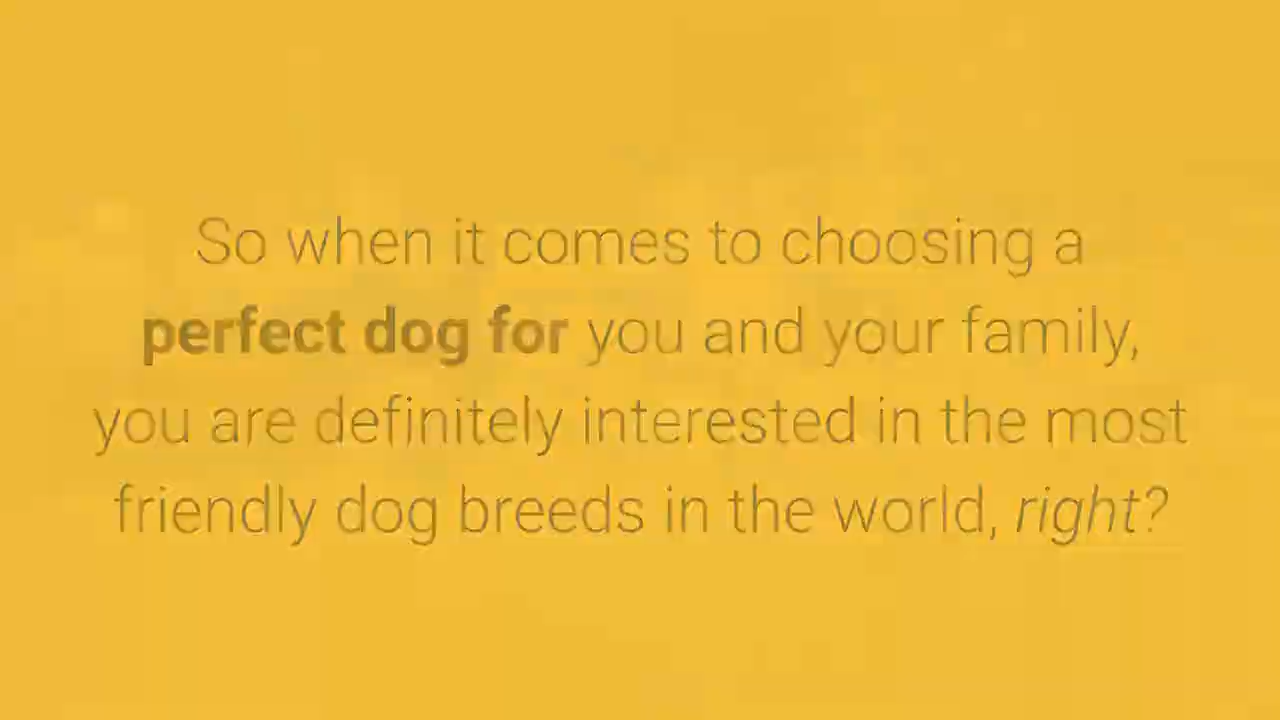 So when it comes to choosing a
perfect dog for you and your family,
you are definitely interested in the most
friendly dog breeds in the world, right?